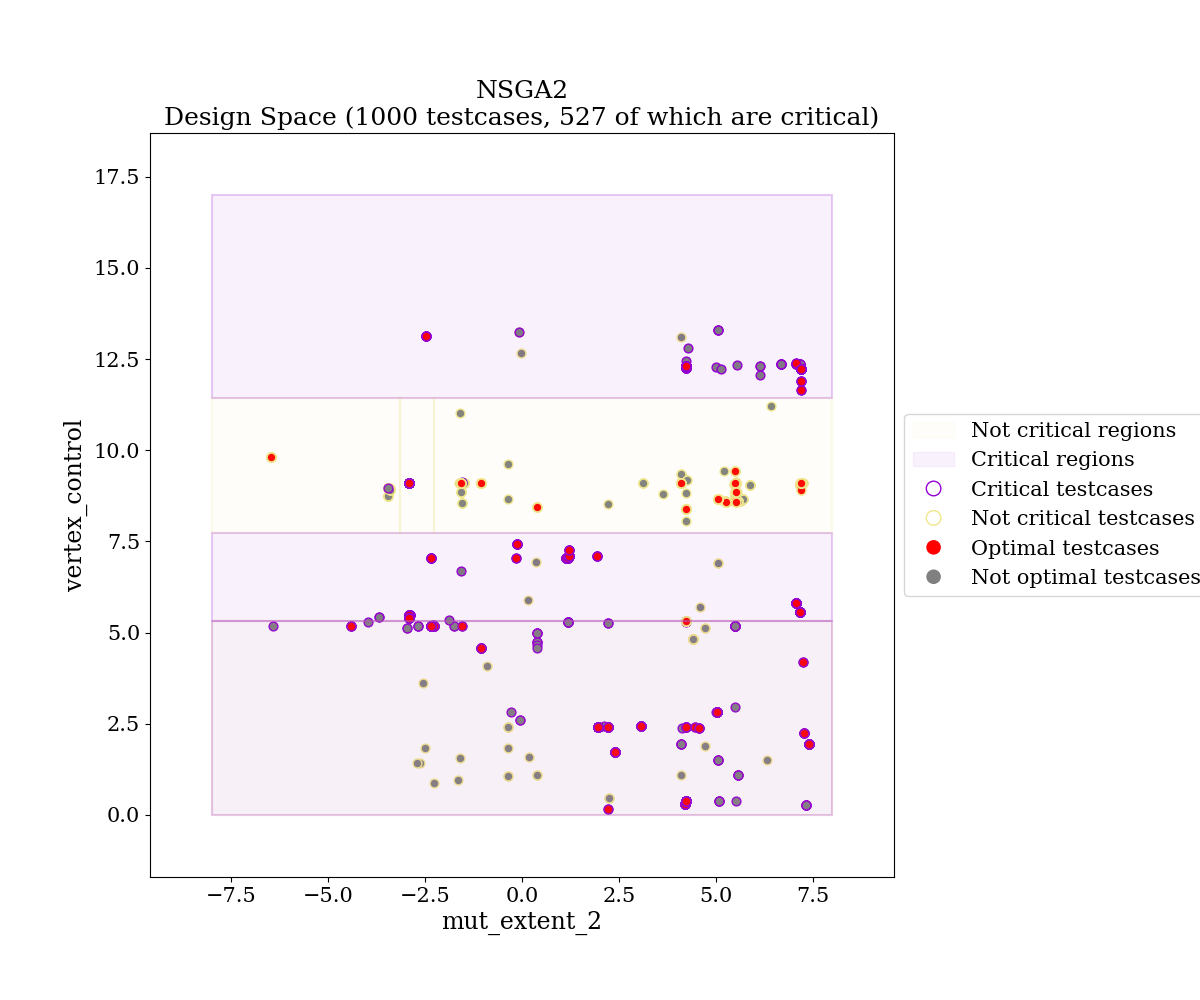 NSGA2
Design Space (1000 testcases, 527 of which are critical)
17.5
15.0
12.5
10.0
7.5
5.0
2.5
0.0
vertex_control
−7.5
−5.0
−2.5
0.0
2.5
5.0
7.5
mut_extent_2
Not critical regions
Critical regions
Critical testcases
Not critical testcases
Optimal testcases
Not optimal testcases